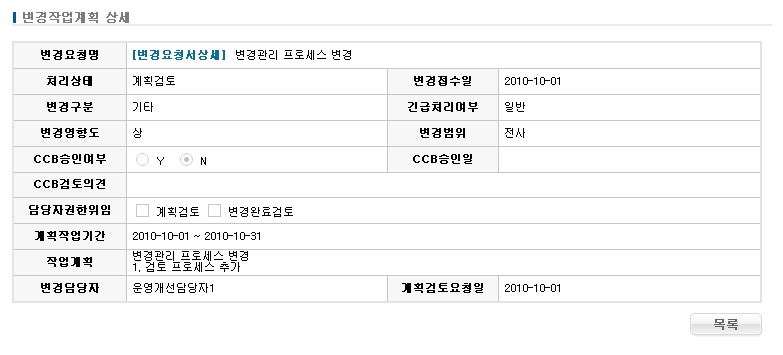 변경작업계획 상세
변경요청명 [변경요청서상세] 변경관리 프로세스 변경
처리상태 계획검토 변경접수일 2010-10-01
변경구분 기타 긴급처리여부 일반
변경영향도 상 변경범위 전사
CCB승인여부 Y N CCB승인일
CCB검토의견
담당자권한위임 계획검토 변경완료검토
계획작업기간 2010-10-01 ~ 2010-10-31
작업계획 변경관리 프로세스 변경
1. 검토 프로세스 추가
변경담당자 운영개선담당자1 계획검토요청일 2010-10-01
목록